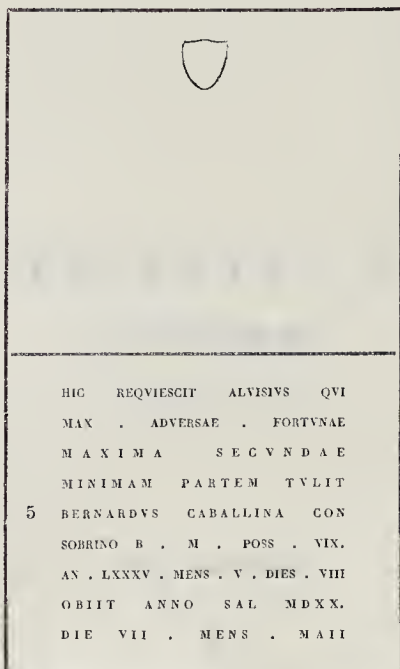 HIC REQVIESCIT ALVISIVS QVI
MAX . ADVERSAE . FORTVNAE
MAXIMA SECVNDAE
MINIMAM PARTEM TVLIT
5 BERNARDVS CABALLINA CON
SOBRINO B . M . POSS . VIX.
AN . LXXXV . MENS . V . DIES . VIII
OBIIT ANNO SAL MDXX.
DIE VII . MENS . MAII